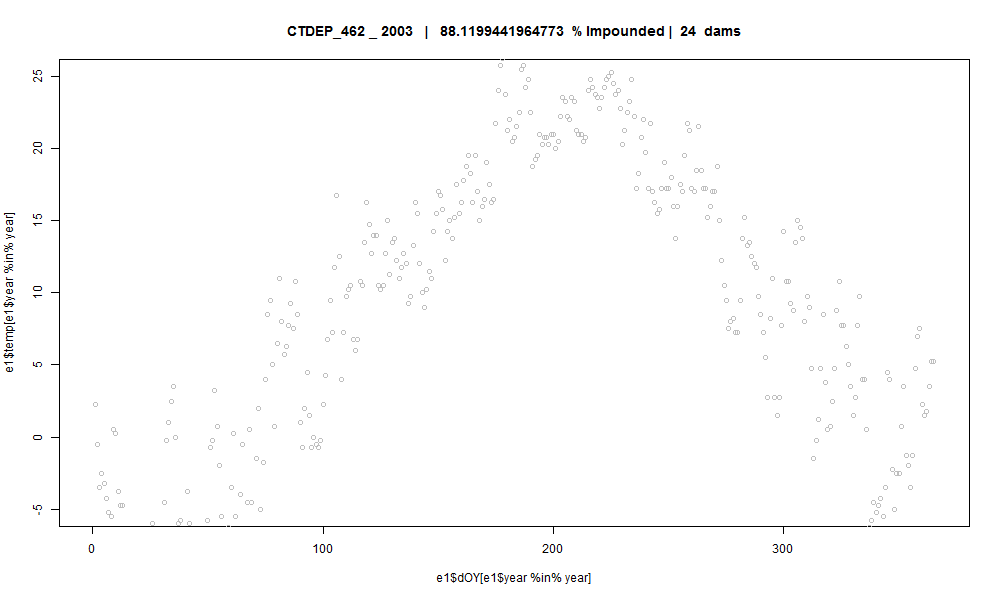 CTDEP_462 _ 2003 | 88.1199441964773 % Impounded | 24 dams
e1$temp[e1$year %in% year]
25
20
15
10
5
0
-5
0 100 200 300
e1$dOY[e1$year %in% year]